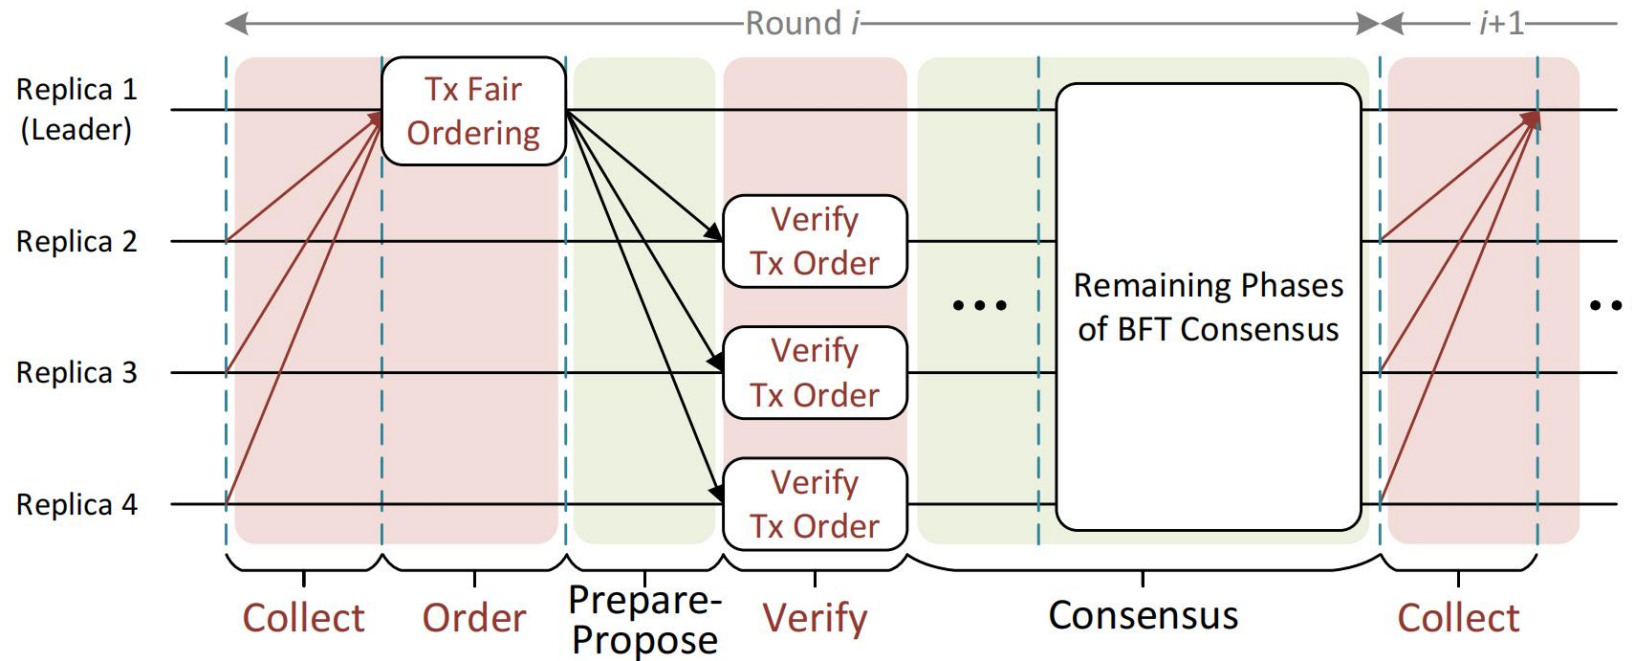 Round i
i+1
Replica 1
(Leader)
Tx Fair
Ordering
Replica 2
Verify
Tx Order
Replica 3
Verify
Tx Order
Replica 4
Verify
Tx Order
...
Remaining Phases
of BFT Consensus
...
Collect
Order
Prepare-
Propose
Verify
Consensus
Collect